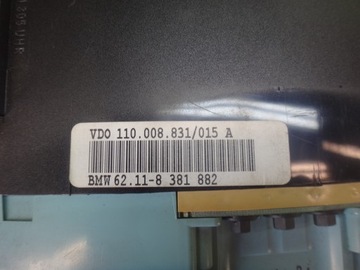 VDO 110.008.831/015 A
BMW 62.11-8 381 882